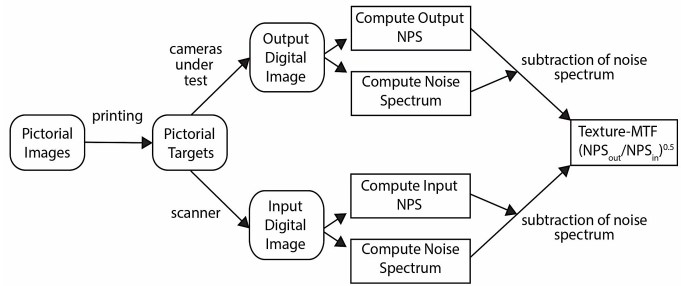 Pictorial
Images
printing
Pictorial
Targets
cameras
under
test
scanner
Output
Digital
Image
Input
Digital
Image
Compute Output
NPS
Compute Noise
Spectrum
Compute Input
NPS
Compute Noise
Spectrum
subtraction of noise
spectrum
subtraction of noise
spectrum
Texture-MTF
(NPSout/NPSin)0.5